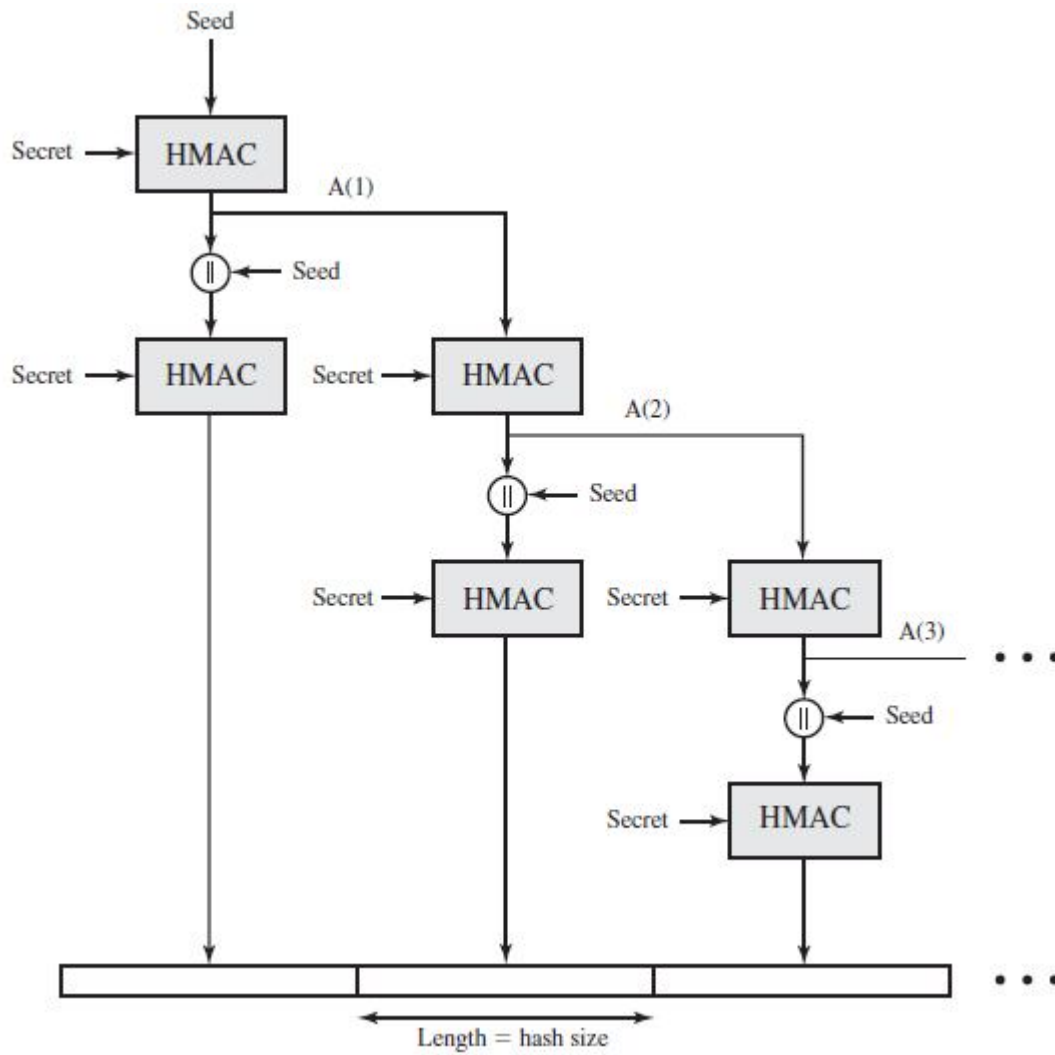 Seed
Secret
HMAC
A(1)
||
Seed
Secret
HMAC
Secret
HMAC
A(2)
||
Seed
Secret
HMAC
Secret
HMAC
A(3)
• • •
||
Seed
Secret
HMAC
• • •
Length = hash size